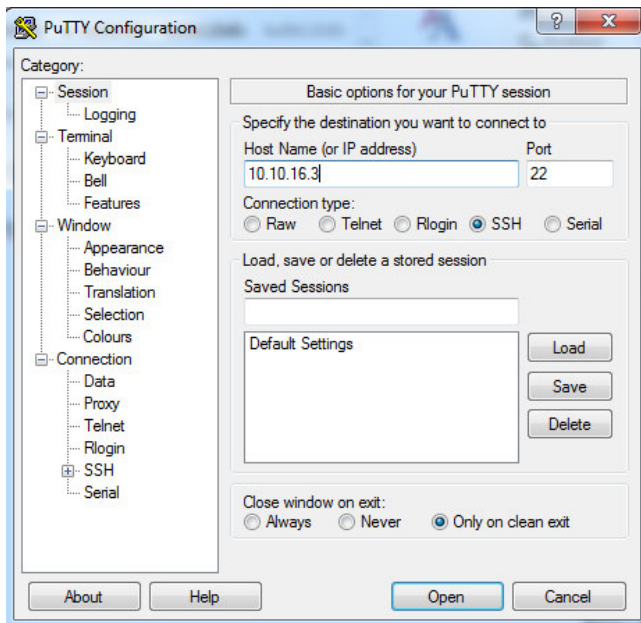 PuTTY Configuration
Category:
Session
Logging
Terminal
Keyboard
Bell
Features
Window
Appearance
Behaviour
Translation
Selection
Colours
Connection
Data
Proxy
Telnet
Rlogin
SSH
Serial
Basic options for your PuTTY session
Specify the destination you want to connect to
Host Name (or IP address) Port
10.10.16.3 22
Connection type:
Raw Telnet Rlogin SSH Serial
Load, save or delete a stored session
Saved Sessions
Default Settings
Load
Save
Delete
Close window on exit:
Always Never Only on clean exit
About Help Open Cancel